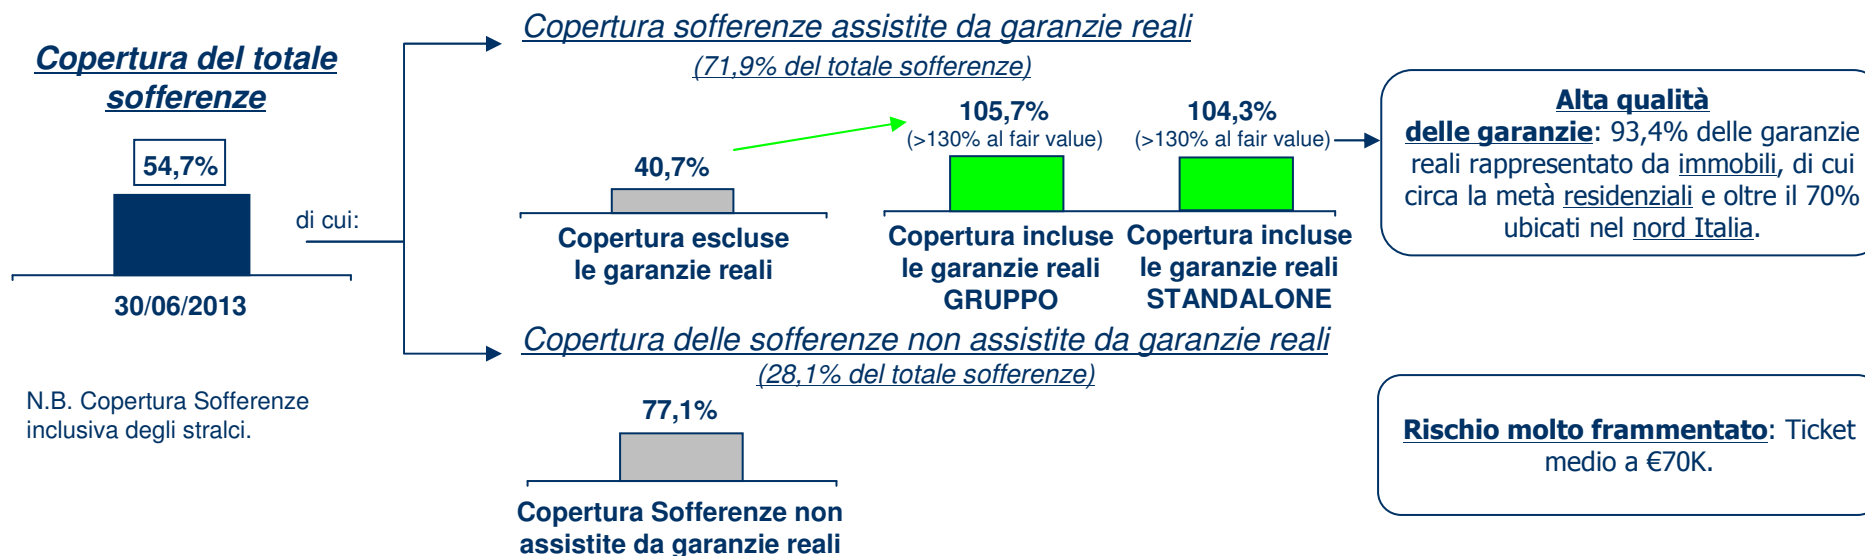 Copertura del totale
sofferenze
54,7%
30/06/2013
di cui:
N.B. Copertura Sofferenze
inclusiva degli stralci.
Copertura sofferenze assistite da garanzie reali
(71,9% del totale sofferenze)
40,7%
Copertura escluse
le garanzie reali
105,7%
(>130% al fair value)
Copertura incluse
le garanzie reali
GRUPPO
104,3%
(>130% al fair value)
Copertura incluse
le garanzie reali
STANDALONE
Alta qualità
delle garanzie: 93,4% delle garanzie
reali rappresentato da immobili, di cui
circa la metà residenziali e oltre il 70%
ubicati nel nord Italia.
Copertura delle sofferenze non assistite da garanzie reali
(28,1% del totale sofferenze)
77,1%
Copertura Sofferenze non
assistite da garanzie reali
Rischio molto frammentato: Ticket
medio a €70K.